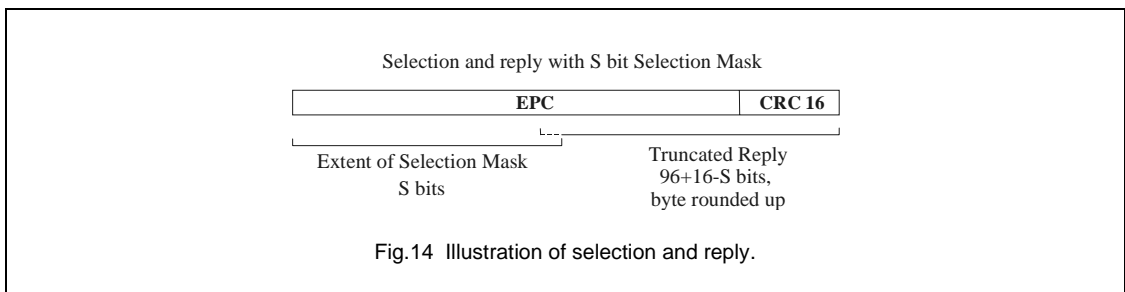 Selection and reply with S bit Selection Mask
EPC
CRC 16
Extent of Selection Mask
S bits
Truncated Reply
96+16-S bits,
byte rounded up
Fig.14 Illustration of selection and reply.